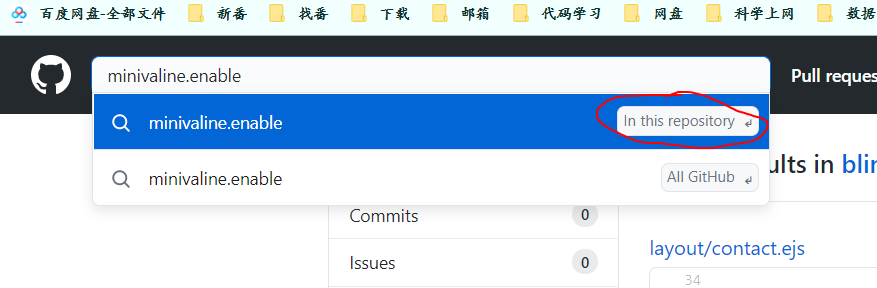 百度网盘-全部文件 新番 找番 下载 邮箱 代码学习 网盘 科学上网 数据
minivaline.enable Pull reque
minivaline.enable In this repository
minivaline.enable All GitHub
ults in blin
Commits 0
Issues 0
layout/contact.ejs
34